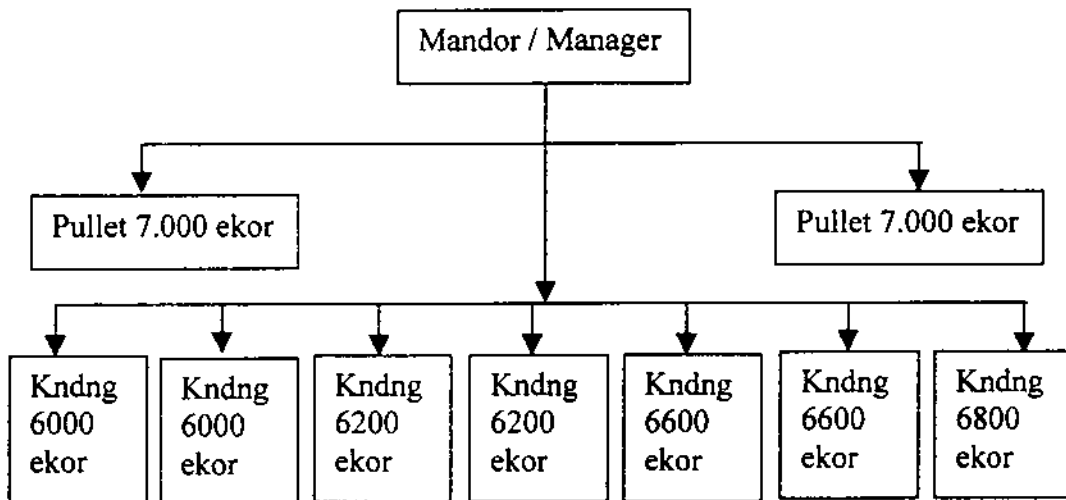 Mandor / Manager
Pullet 7.000 ekor
Pullet 7.000 ekor
Kndng
6000
ekor
Kndng
6000
ekor
Kndng
6200
ekor
Kndng
6200
ekor
Kndng
6600
ekor
Kndng
6600
ekor
Kndng
6800
ekor